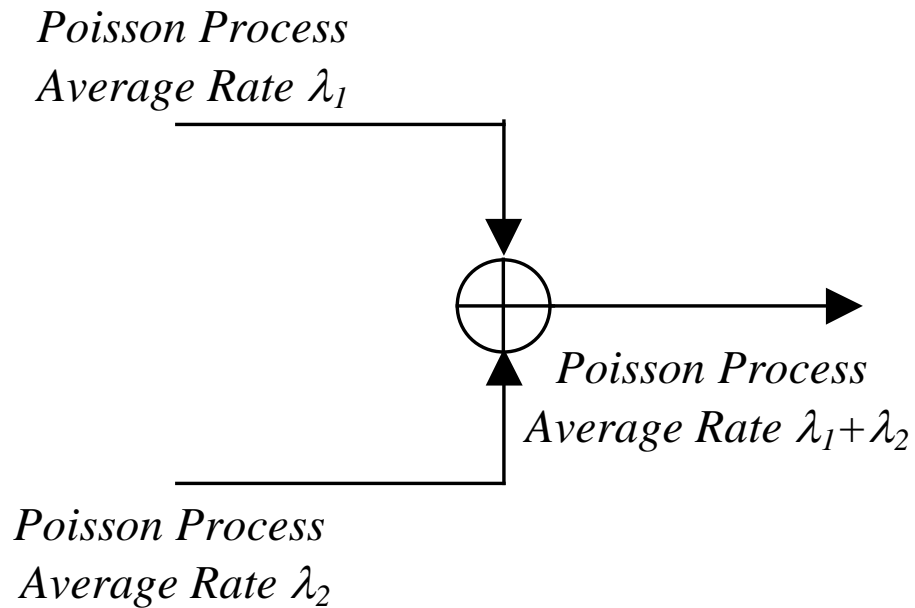 Poisson Process
Average Rate λ₁
Poisson Process
Average Rate λ₁+λ₂
Poisson Process
Average Rate λ₂